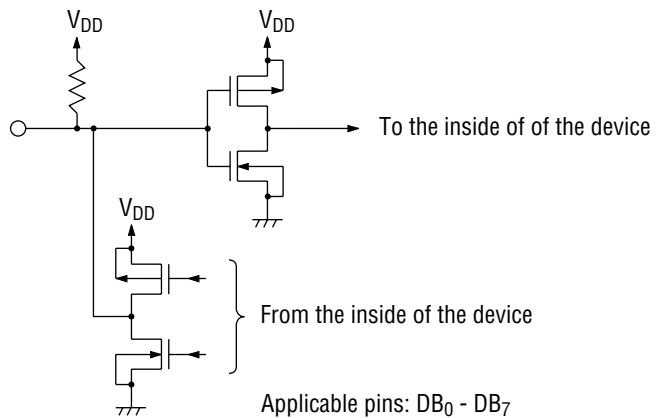 VDD
VDD
To the inside of of the device
VDD
From the inside of the device
Applicable pins: DB0 - DB7